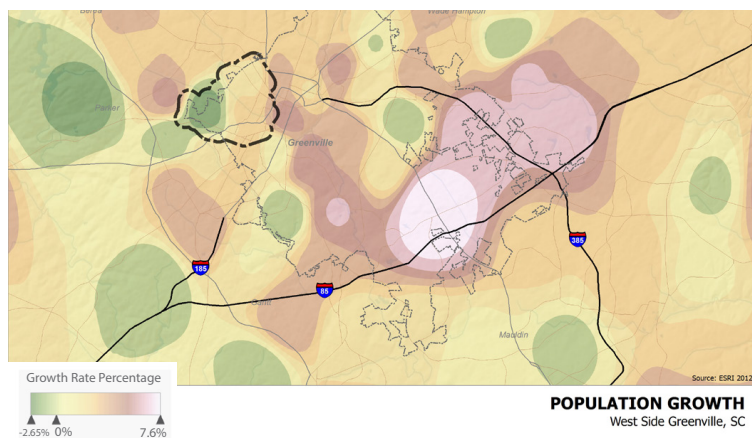 Berea
Wade Hampton
Parker
Greenville
385
185
85
Gantt
Mauldin
Source: ESRI 2012
Growth Rate Percentage
-2.65% 0% 7.6%
POPULATION GROWTH
West Side Greenville, SC